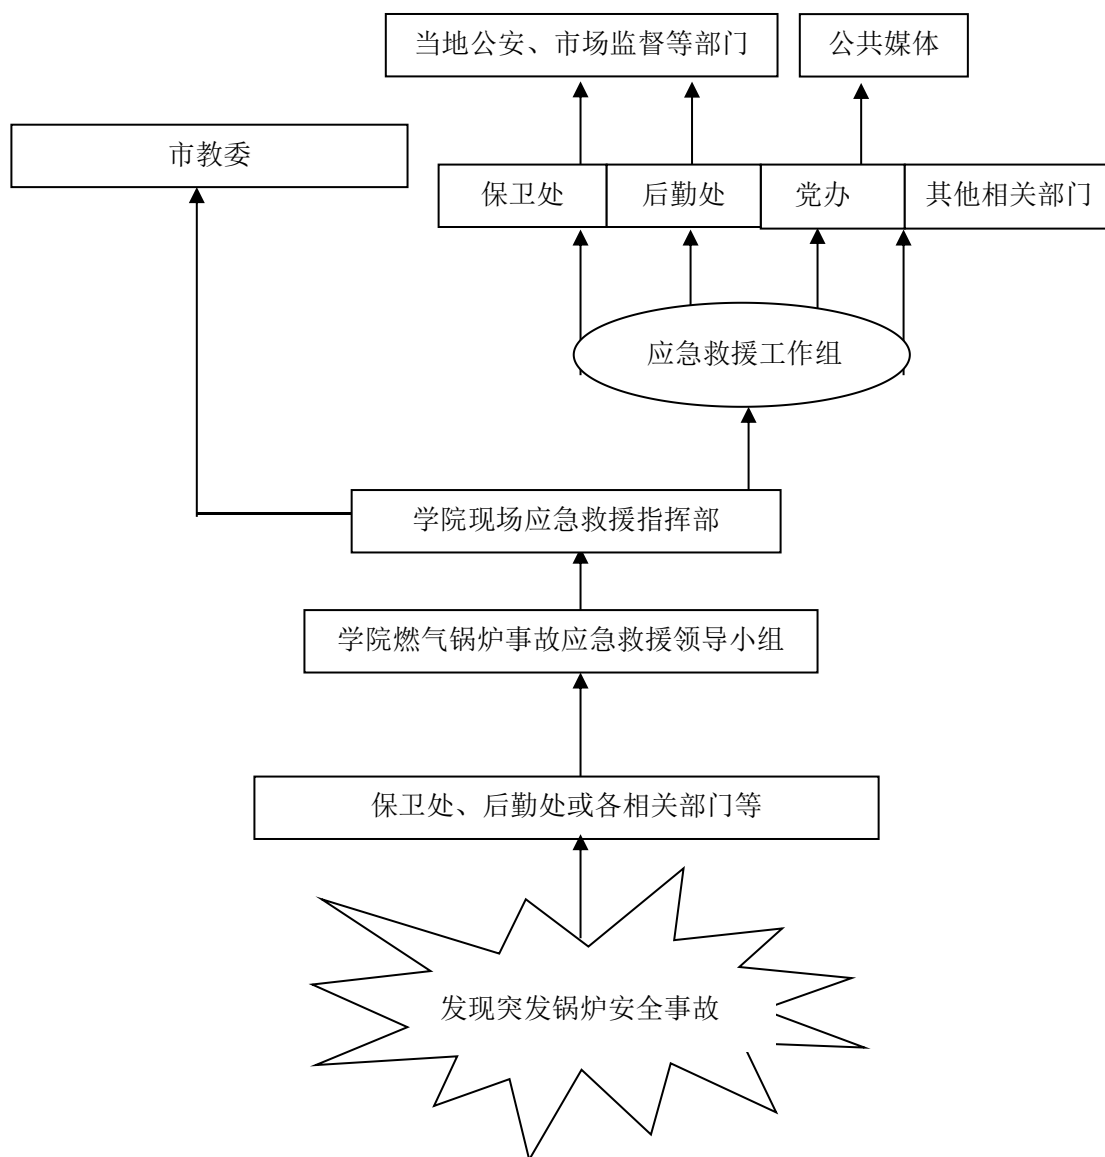 当地公安、市场监督等部门
公共媒体
市教委
保卫处
后勤处
党办
其他相关部门
应急救援工作组
学院现场应急救援指挥部
学院燃气锅炉事故应急救援领导小组
保卫处、后勤处或各相关部门等
发现突发锅炉安全事故